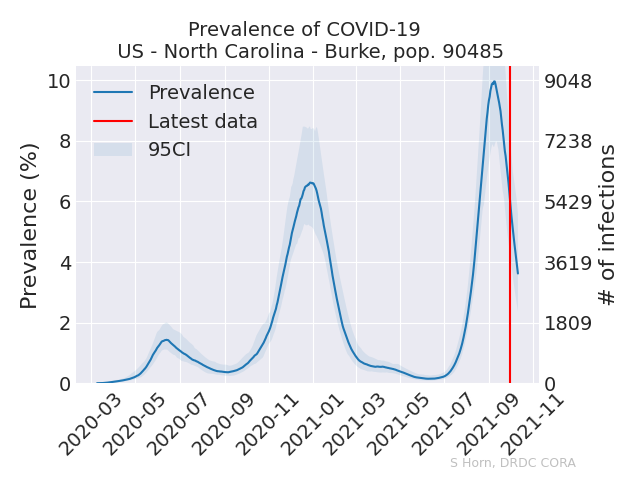 Prevalence of COVID-19
US - North Carolina - Burke, pop. 90485
Prevalence
Latest data
95CI
Prevalence (%)
10
8
6
4
2
0
9048
7238
5429
3619
1809
0
# of infections
2020-03
2020-05
2020-07
2020-09
2020-11
2021-01
2021-03
2021-05
2021-07
2021-09
2021-11
S Horn, DRDC CORA